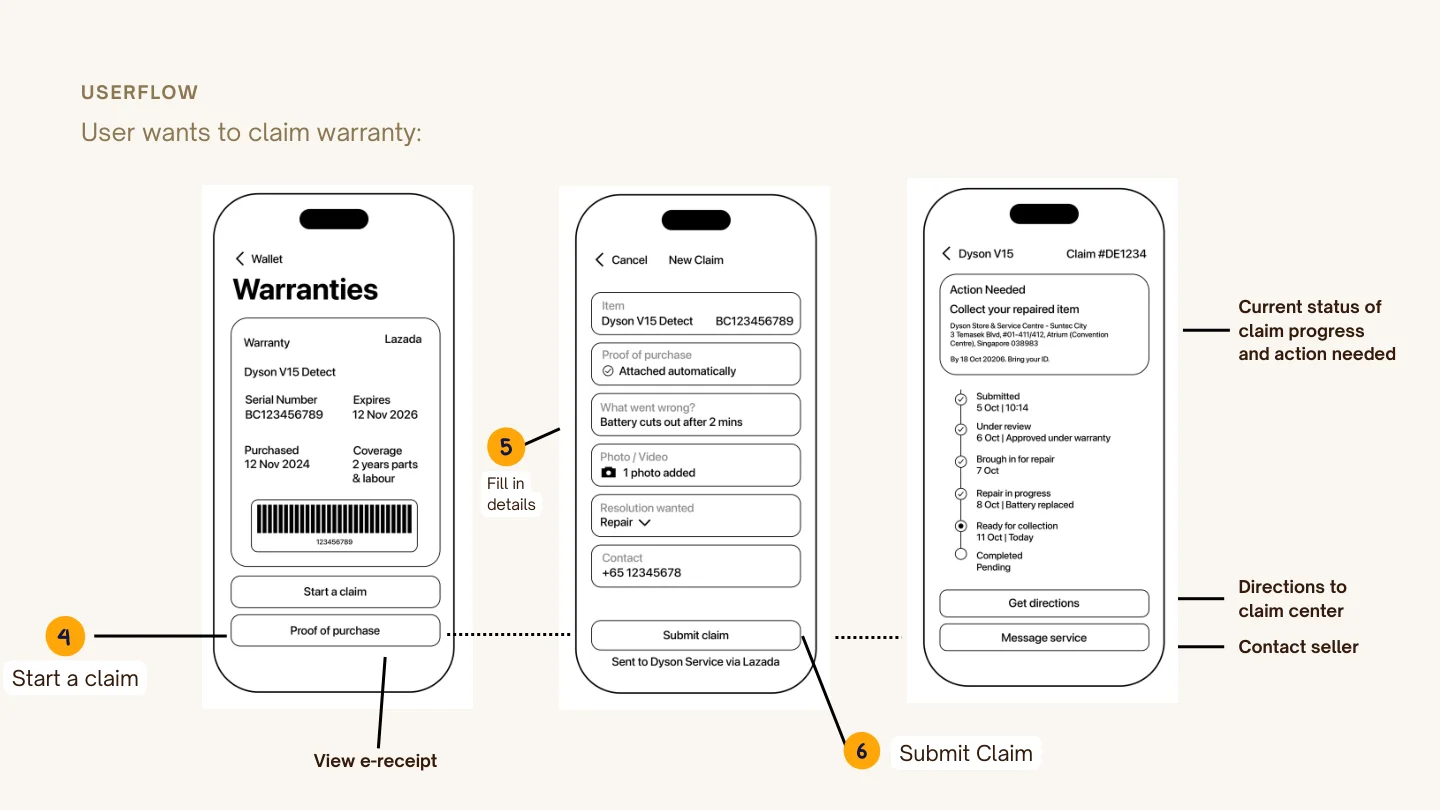 USERFLOW
User wants to claim warranty:
Wallet
Warranties
Warranty
Lazada
Dyson V15 Detect
Serial Number
BC123456789
Expires
12 Nov 2026
Purchased
12 Nov 2024
Coverage
2 years parts
& labour
123456789
Start a claim
Proof of purchase
4
Start a claim
View e-receipt
5
Fill in
details
Cancel
New Claim
Item
Dyson V15 Detect BC123456789
Proof of purchase
Attached automatically
What went wrong?
Battery cuts out after 2 mins
Photo / Video
1 photo added
Resolution wanted
Repair
Contact
+65 12345678
Submit claim
Sent to Dyson Service via Lazada
6
Submit Claim
Dyson V15
Claim #DE1234
Action Needed
Collect your repaired item
Dyson Store & Service Centre - Suntec City
3 Temasek Blvd, #01-411/412, Atrium (Convention
Centre), Singapore 038983
By 18 Oct 20206. Bring your ID.
Submitted
5 Oct | 10:14
Under review
6 Oct | Approved under warranty
Brough in for repair
7 Oct
Repair in progress
8 Oct | Battery replaced
Ready for collection
11 Oct | Today
Completed
Pending
Get directions
Message service
Current status of
claim progress
and action needed
Directions to
claim center
Contact seller